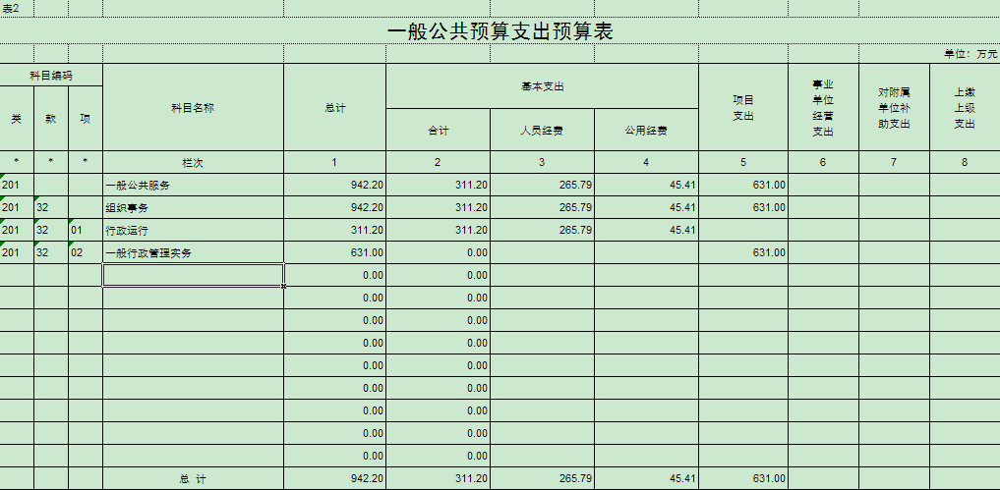 表2
一般公共预算支出预算表
单位：万元
科目编码 科目名称 总计 基本支出 项目支出 事业单位经营支出 对附属单位补助支出 上缴上级支出
类 款 项 合计 人员经费 公用经费
* * * 栏次 1 2 3 4 5 6 7 8
201 一般公共服务 942.20 311.20 265.79 45.41 631.00
201 32 组织事务 942.20 311.20 265.79 45.41 631.00
201 32 01 行政运行 311.20 311.20 265.79 45.41
201 32 02 一般行政管理实务 631.00 0.00 631.00
0.00 0.00
0.00 0.00
0.00 0.00
0.00 0.00
0.00 0.00
0.00 0.00
0.00 0.00
0.00 0.00
0.00 0.00
总 计 942.20 311.20 265.79 45.41 631.00